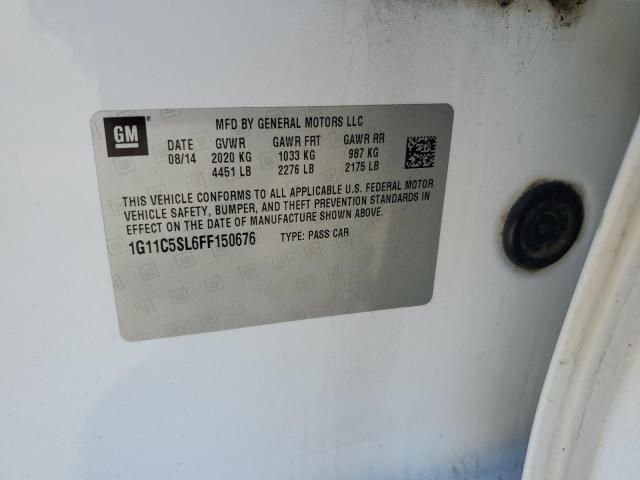 GM ®
MFD BY GENERAL MOTORS LLC
DATE GVWR GAWR FRT GAWR RR
08/14 2020 KG 1033 KG 987 KG
4451 LB 2276 LB 2175 LB
THIS VEHICLE CONFORMS TO ALL APPLICABLE U.S. FEDERAL MOTOR
VEHICLE SAFETY, BUMPER, AND THEFT PREVENTION STANDARDS IN
EFFECT ON THE DATE OF MANUFACTURE SHOWN ABOVE.
1G11C5SL6FF150676 TYPE: PASS CAR